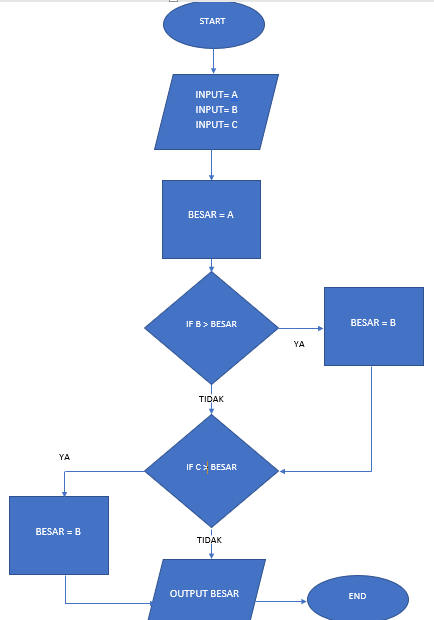 START
INPUT= A
INPUT= B
INPUT= C
BESAR = A
IF B > BESAR
YA
BESAR = B
TIDAK
IF C > BESAR
YA
BESAR = B
TIDAK
OUTPUT BESAR
END